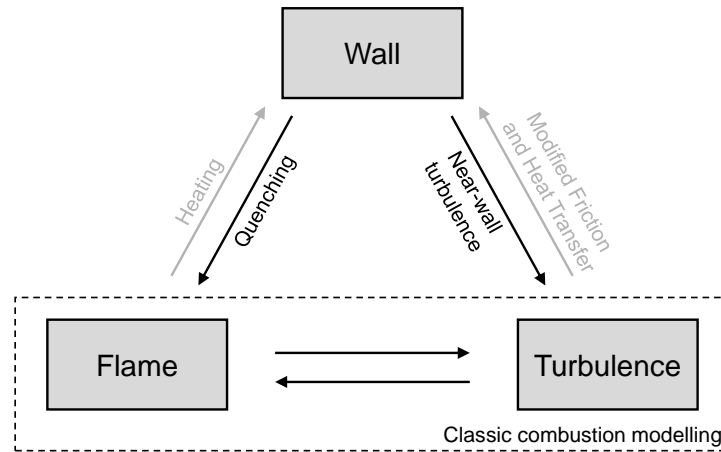 Wall
Heating
Quenching
Near-wall
turbulence
Modified Friction
and Heat Transfer
Flame
Turbulence
Classic combustion modelling